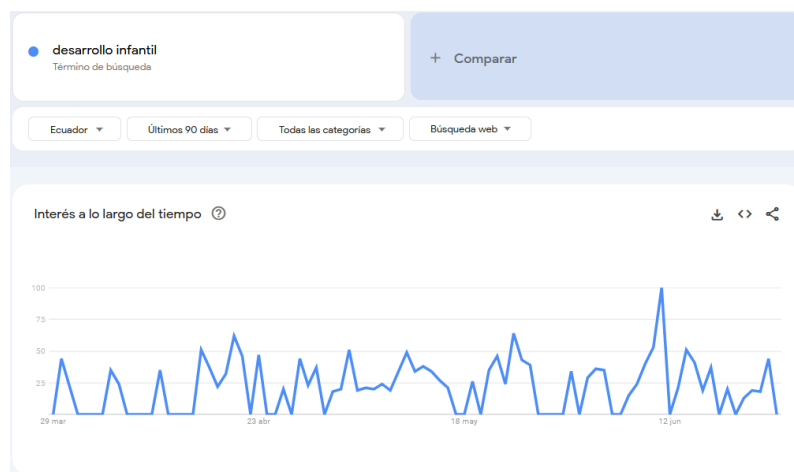 desarrollo infantil
Término de búsqueda
+ Comparar
Ecuador
Últimos 90 días
Todas las categorías
Búsqueda web
Interés a lo largo del tiempo
100
75
50
25
29 mar
23 abr
18 may
12 jun